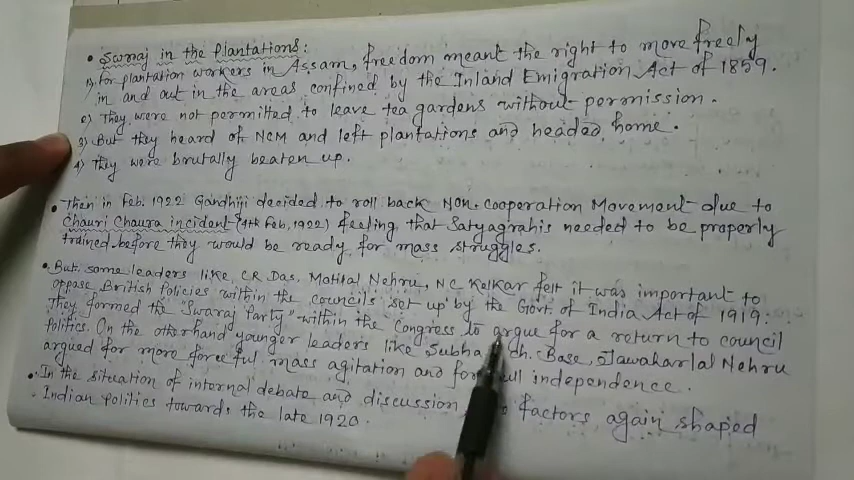 • Swaraj in the Plantations:
1) For plantation workers in Assam, freedom meant the right to move freely
in and out in the areas confined by the Inland Emigration Act of 1859.
2) They were not permitted to leave tea gardens without permission.
3) But they heard of NCM and left plantations and headed home.
4) They were brutally beaten up.
• Then in Feb. 1922 Gandhiji decided to roll back Non-Cooperation Movement due to
Chauri Chaura incident (4th Feb, 1922) feeling that Satyagrahis needed to be properly
trained before they would be ready for mass struggles.
• But some leaders like CR Das, Motilal Nehru, NC Kelkar felt it was important to
oppose British Policies within the councils set up by the Govt. of India Act of 1919.
They formed the "Swaraj Party" within the Congress to argue for a return to council
Politics. On the otherhand younger leaders like Subha ch. Bose, Jawaharlal Nehru
argued for more forceful mass agitation and for full independence.
• In the situation of internal debate and discussion, factors again shaped
Indian Politics towards the late 1920.